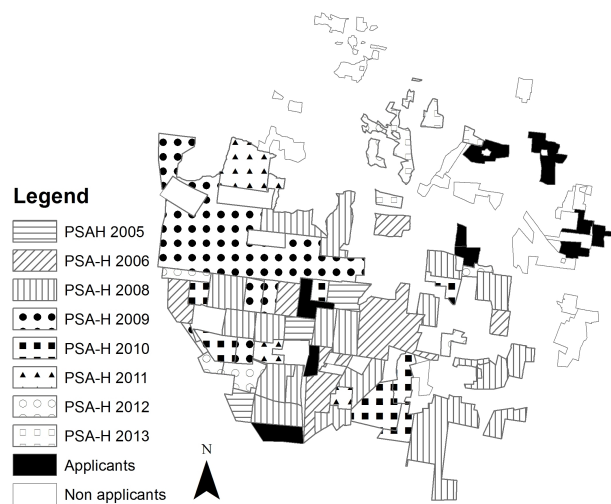 Legend
PSAH 2005
PSA-H 2006
PSA-H 2008
PSA-H 2009
PSA-H 2010
PSA-H 2011
PSA-H 2012
PSA-H 2013
Applicants
Non applicants
N